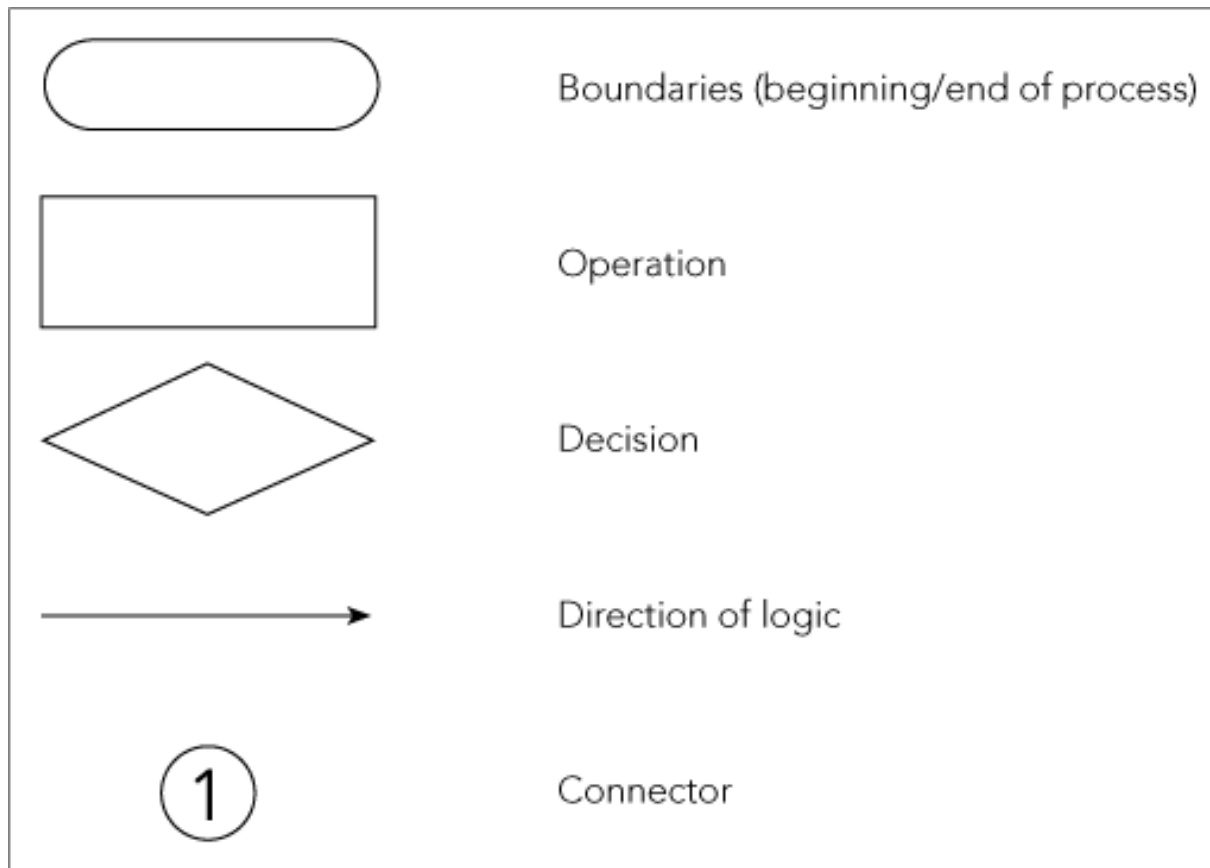 Boundaries (beginning/end of process)
Operation
Decision
Direction of logic
1
Connector